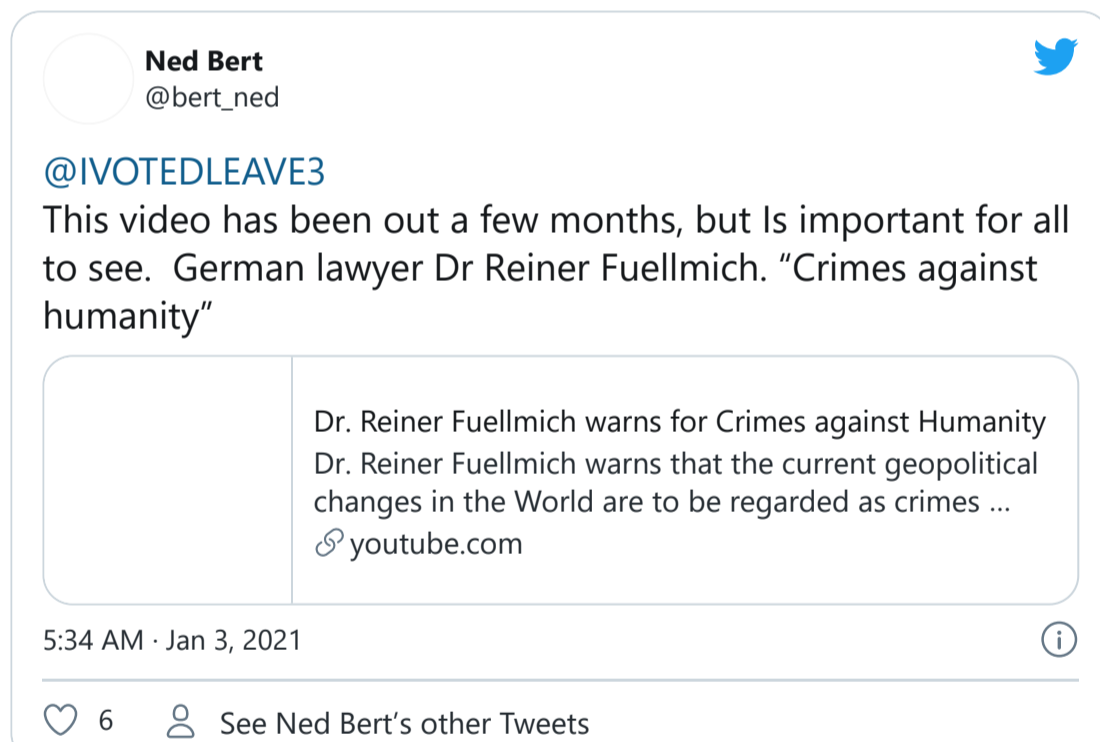 Ned Bert
@bert_ned
@IVOTEDLEAVE3
This video has been out a few months, but Is important for all
to see.  German lawyer Dr Reiner Fuellmich. “Crimes against
humanity”
Dr. Reiner Fuellmich warns for Crimes against Humanity
Dr. Reiner Fuellmich warns that the current geopolitical
changes in the World are to be regarded as crimes ...
youtube.com
5:34 AM · Jan 3, 2021
6
See Ned Bert’s other Tweets